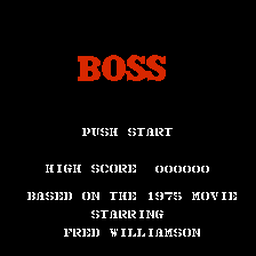 BOSS
PUSH START
HIGH SCORE 000000
BASED ON THE 1975 MOVIE
STARRING
FRED WILLIAMSON